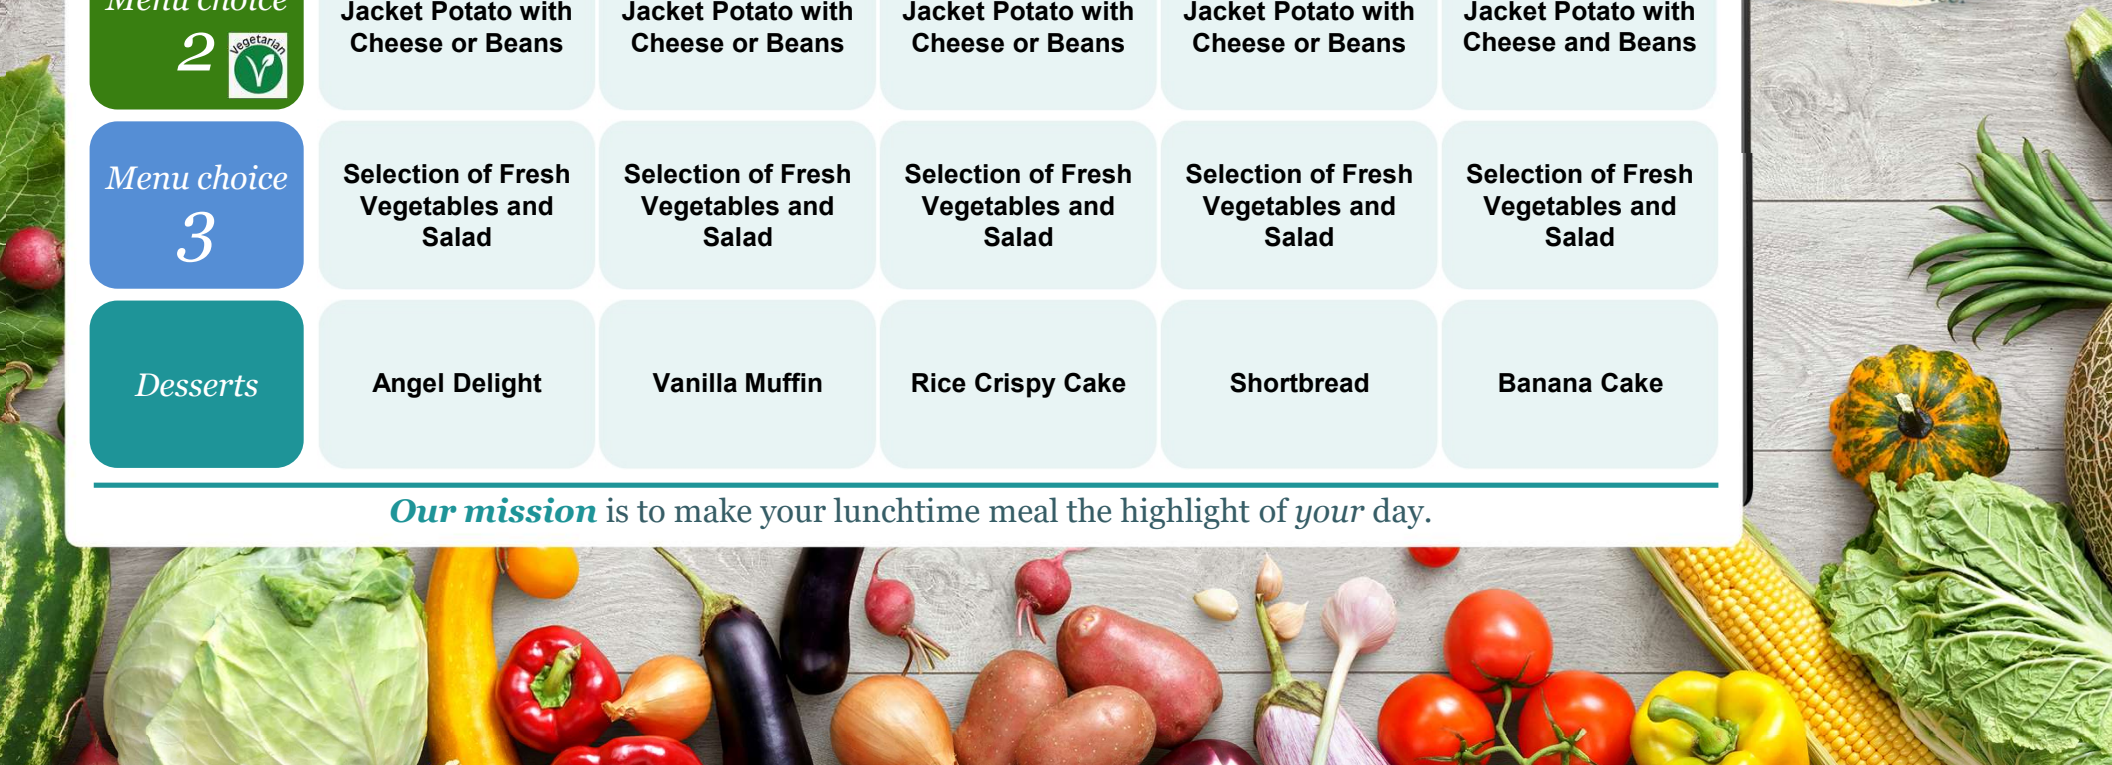 Menu choice
2
Vegetarian
Jacket Potato with
Cheese or Beans
Jacket Potato with
Cheese or Beans
Jacket Potato with
Cheese or Beans
Jacket Potato with
Cheese or Beans
Jacket Potato with
Cheese and Beans
Menu choice
3
Selection of Fresh
Vegetables and
Salad
Selection of Fresh
Vegetables and
Salad
Selection of Fresh
Vegetables and
Salad
Selection of Fresh
Vegetables and
Salad
Selection of Fresh
Vegetables and
Salad
Desserts
Angel Delight
Vanilla Muffin
Rice Crispy Cake
Shortbread
Banana Cake
Our mission is to make your lunchtime meal the highlight of your day.